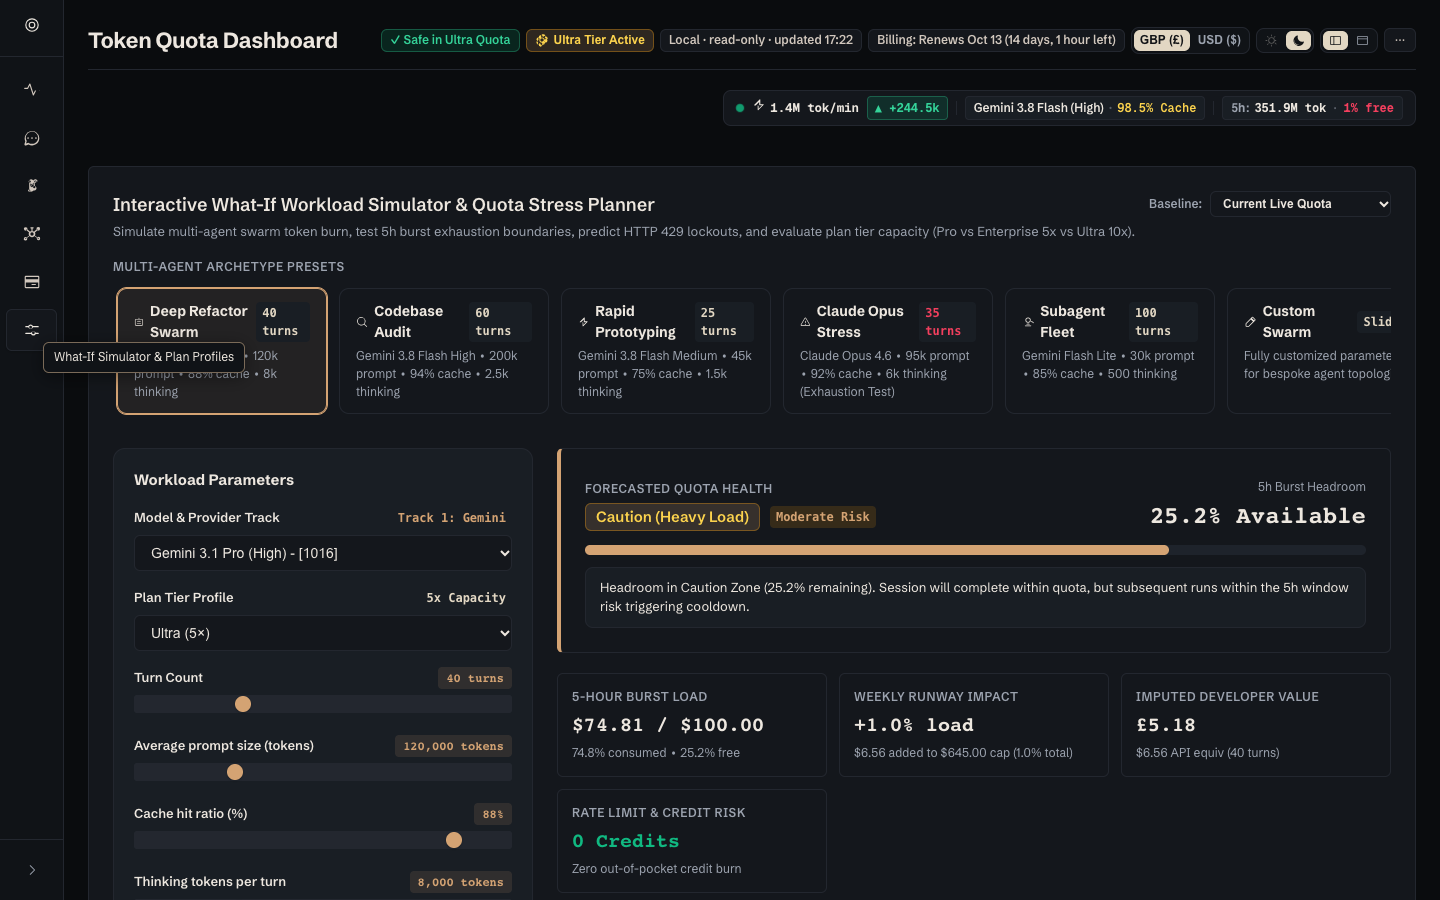 Token Quota Dashboard
✓ Safe in Ultra Quota
Ultra Tier Active
Local · read-only · updated 17:22
Billing: Renews Oct 13 (14 days, 1 hour left)
GBP (£) USD ($)
···
1.4M tok/min ▲ +244.5k
Gemini 3.8 Flash (High) · 98.5% Cache
5h: 351.9M tok · 1% free
Interactive What-If Workload Simulator & Quota Stress Planner
Baseline: Current Live Quota
Simulate multi-agent swarm token burn, test 5h burst exhaustion boundaries, predict HTTP 429 lockouts, and evaluate plan tier capacity (Pro vs Enterprise 5x vs Ultra 10x).
MULTI-AGENT ARCHETYPE PRESETS
Deep Refactor
Swarm
40
turns
• 120k
prompt • 88% cache • 8k
thinking
Codebase
Audit
60
turns
Gemini 3.8 Flash High • 200k
prompt • 94% cache • 2.5k
thinking
Rapid
Prototyping
25
turns
Gemini 3.8 Flash Medium • 45k
prompt • 75% cache • 1.5k
thinking
Claude Opus
Stress
35
turns
Claude Opus 4.6 • 95k prompt
• 92% cache • 6k thinking
(Exhaustion Test)
Subagent
Fleet
100
turns
Gemini Flash Lite • 30k prompt
• 85% cache • 500 thinking
Custom
Swarm
Slid
Fully customized paramete
for bespoke agent topolog
What-If Simulator & Plan Profiles
Workload Parameters
Model & Provider Track
Track 1: Gemini
Gemini 3.1 Pro (High) - [1016]
Plan Tier Profile
5x Capacity
Ultra (5×)
Turn Count
40 turns
Average prompt size (tokens)
120,000 tokens
Cache hit ratio (%)
88%
Thinking tokens per turn
8,000 tokens
FORECASTED QUOTA HEALTH
Caution (Heavy Load)
Moderate Risk
5h Burst Headroom
25.2% Available
Headroom in Caution Zone (25.2% remaining). Session will complete within quota, but subsequent runs within the 5h window
risk triggering cooldown.
5-HOUR BURST LOAD
$74.81 / $100.00
74.8% consumed • 25.2% free
WEEKLY RUNWAY IMPACT
+1.0% load
$6.56 added to $645.00 cap (1.0% total)
IMPUTED DEVELOPER VALUE
£5.18
$6.56 API equiv (40 turns)
RATE LIMIT & CREDIT RISK
0 Credits
Zero out-of-pocket credit burn